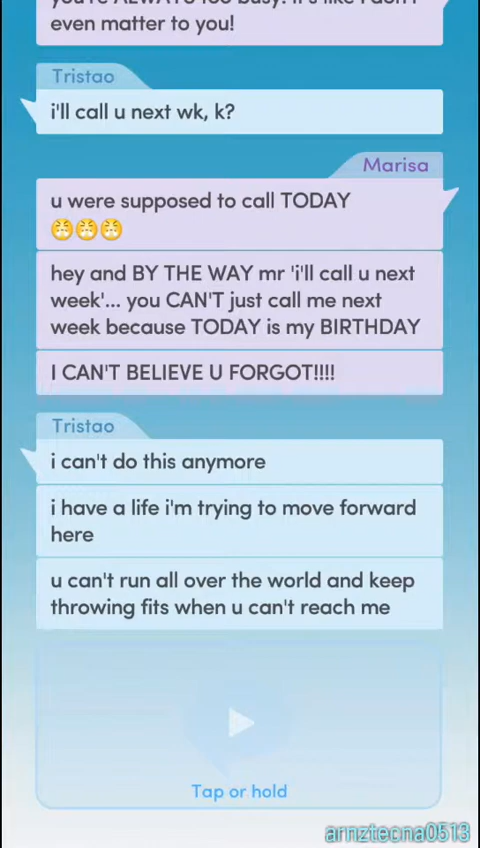 even matter to you!
Tristao
i'll call u next wk, k?
Marisa
u were supposed to call TODAY
😤😤😤
hey and BY THE WAY mr 'i'll call u next
week'... you CAN'T just call me next
week because TODAY is my BIRTHDAY
I CAN'T BELIEVE U FORGOT!!!!
Tristao
i can't do this anymore
i have a life i'm trying to move forward
here
u can't run all over the world and keep
throwing fits when u can't reach me
Tap or hold
arnztecna0513